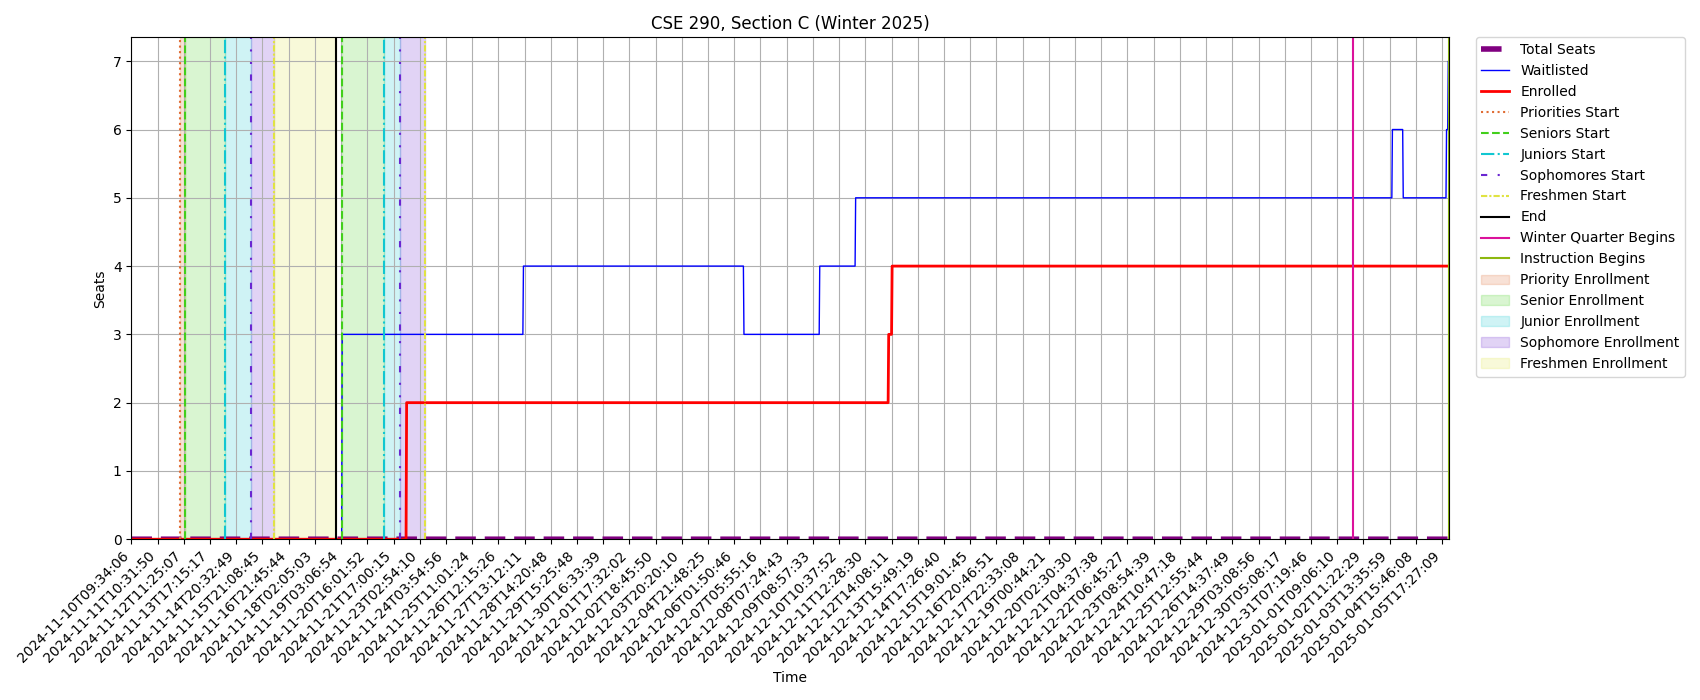 CSE 290, Section C (Winter 2025)
Seats
7
6
5
4
3
2
1
0
2024-11-10T09:34:06
2024-11-11T10:31:50
2024-11-12T11:25:07
2024-11-13T17:15:17
2024-11-14T20:32:49
2024-11-15T21:08:45
2024-11-16T21:45:44
2024-11-18T02:05:03
2024-11-19T03:06:54
2024-11-20T16:01:52
2024-11-21T17:00:15
2024-11-23T02:54:10
2024-11-24T03:54:56
2024-11-25T11:01:24
2024-11-26T12:15:26
2024-11-27T13:12:11
2024-11-28T14:20:48
2024-11-29T15:25:48
2024-11-30T16:33:39
2024-12-01T17:32:02
2024-12-02T18:45:50
2024-12-03T20:20:10
2024-12-04T21:48:25
2024-12-06T01:50:46
2024-12-07T05:55:16
2024-12-08T07:24:43
2024-12-09T08:57:33
2024-12-10T10:37:52
2024-12-11T12:28:30
2024-12-12T14:08:11
2024-12-13T15:49:19
2024-12-14T17:26:40
2024-12-15T19:01:45
2024-12-16T20:46:51
2024-12-17T22:33:08
2024-12-19T00:44:21
2024-12-20T02:30:30
2024-12-21T04:37:38
2024-12-22T06:45:27
2024-12-23T08:54:39
2024-12-24T10:47:18
2024-12-25T12:55:44
2024-12-26T14:37:49
2024-12-29T03:08:56
2024-12-30T05:08:17
2024-12-31T07:19:46
2025-01-01T09:06:10
2025-01-02T11:22:29
2025-01-03T13:35:59
2025-01-04T15:46:08
2025-01-05T17:27:09
Time
Total Seats
Waitlisted
Enrolled
Priorities Start
Seniors Start
Juniors Start
Sophomores Start
Freshmen Start
End
Winter Quarter Begins
Instruction Begins
Priority Enrollment
Senior Enrollment
Junior Enrollment
Sophomore Enrollment
Freshmen Enrollment